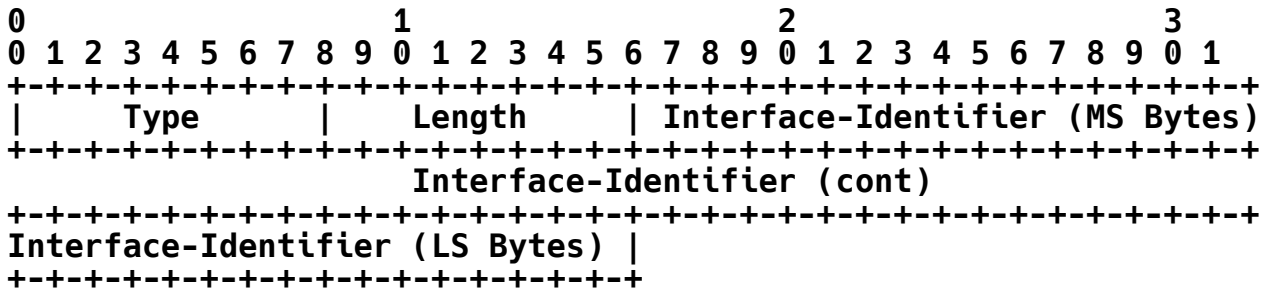 0                   1                   2                   3
0 1 2 3 4 5 6 7 8 9 0 1 2 3 4 5 6 7 8 9 0 1 2 3 4 5 6 7 8 9 0 1
+-+-+-+-+-+-+-+-+-+-+-+-+-+-+-+-+-+-+-+-+-+-+-+-+-+-+-+-+-+-+-+-+
|     Type      |    Length     | Interface-Identifier (MS Bytes)
+-+-+-+-+-+-+-+-+-+-+-+-+-+-+-+-+-+-+-+-+-+-+-+-+-+-+-+-+-+-+-+-+
                     Interface-Identifier (cont)
+-+-+-+-+-+-+-+-+-+-+-+-+-+-+-+-+-+-+-+-+-+-+-+-+-+-+-+-+-+-+-+-+
Interface-Identifier (LS Bytes) |
+-+-+-+-+-+-+-+-+-+-+-+-+-+-+-+-+